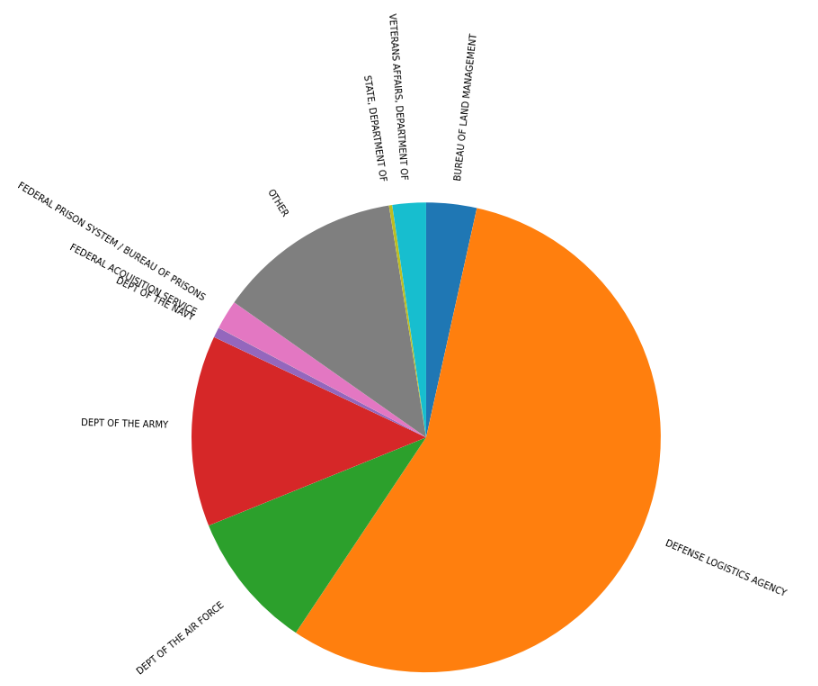 VETERANS AFFAIRS, DEPARTMENT OF
BUREAU OF LAND MANAGEMENT
STATE, DEPARTMENT OF
OTHER
FEDERAL PRISON SYSTEM / BUREAU OF PRISONS
FEDERAL ACQUISITION SERVICE
DEPT OF THE NAVY
DEPT OF THE ARMY
DEFENSE LOGISTICS AGENCY
DEPT OF THE AIR FORCE